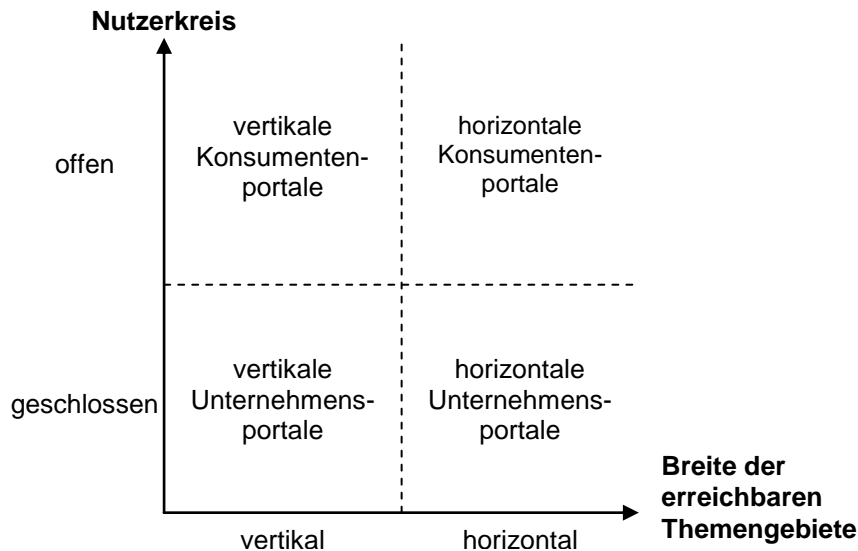 Nutzerkreis
offen
vertikale
Konsumenten-
portale
horizontale
Konsumenten-
portale
geschlossen
vertikale
Unternehmens-
portale
horizontale
Unternehmens-
portale
Breite der
erreichbaren
Themengebiete
vertikal
horizontal